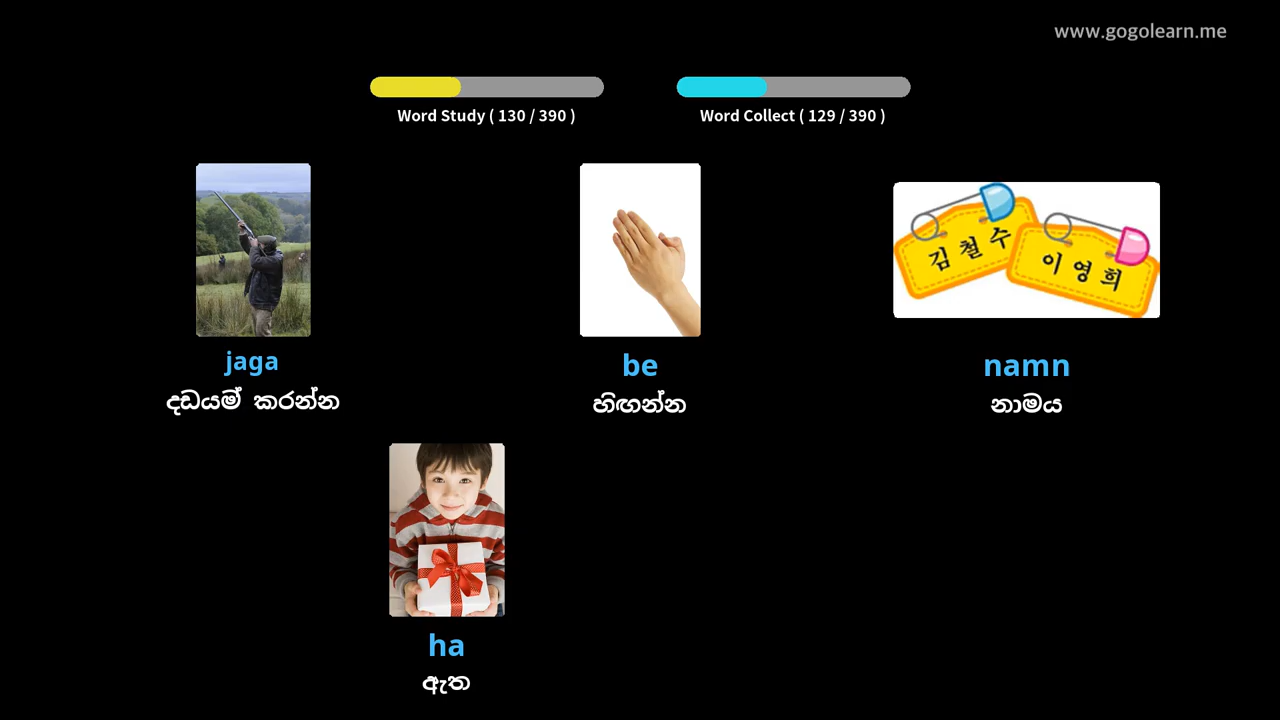 www.gogolearn.me
Word Study ( 130 / 390 )
Word Collect ( 129 / 390 )
김철수
이영희
jaga
දඩයම් කරන්න
be
හිඟන්න
namn
නාමය
ha
ඇත